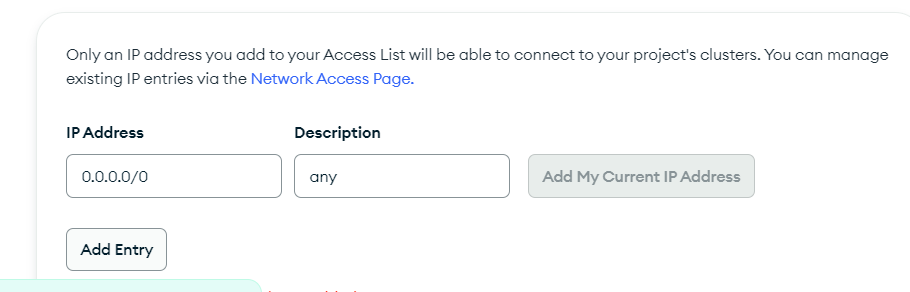 Only an IP address you add to your Access List will be able to connect to your project's clusters. You can manage
existing IP entries via the Network Access Page.
IP Address
Description
0.0.0.0/0
any
Add My Current IP Address
Add Entry